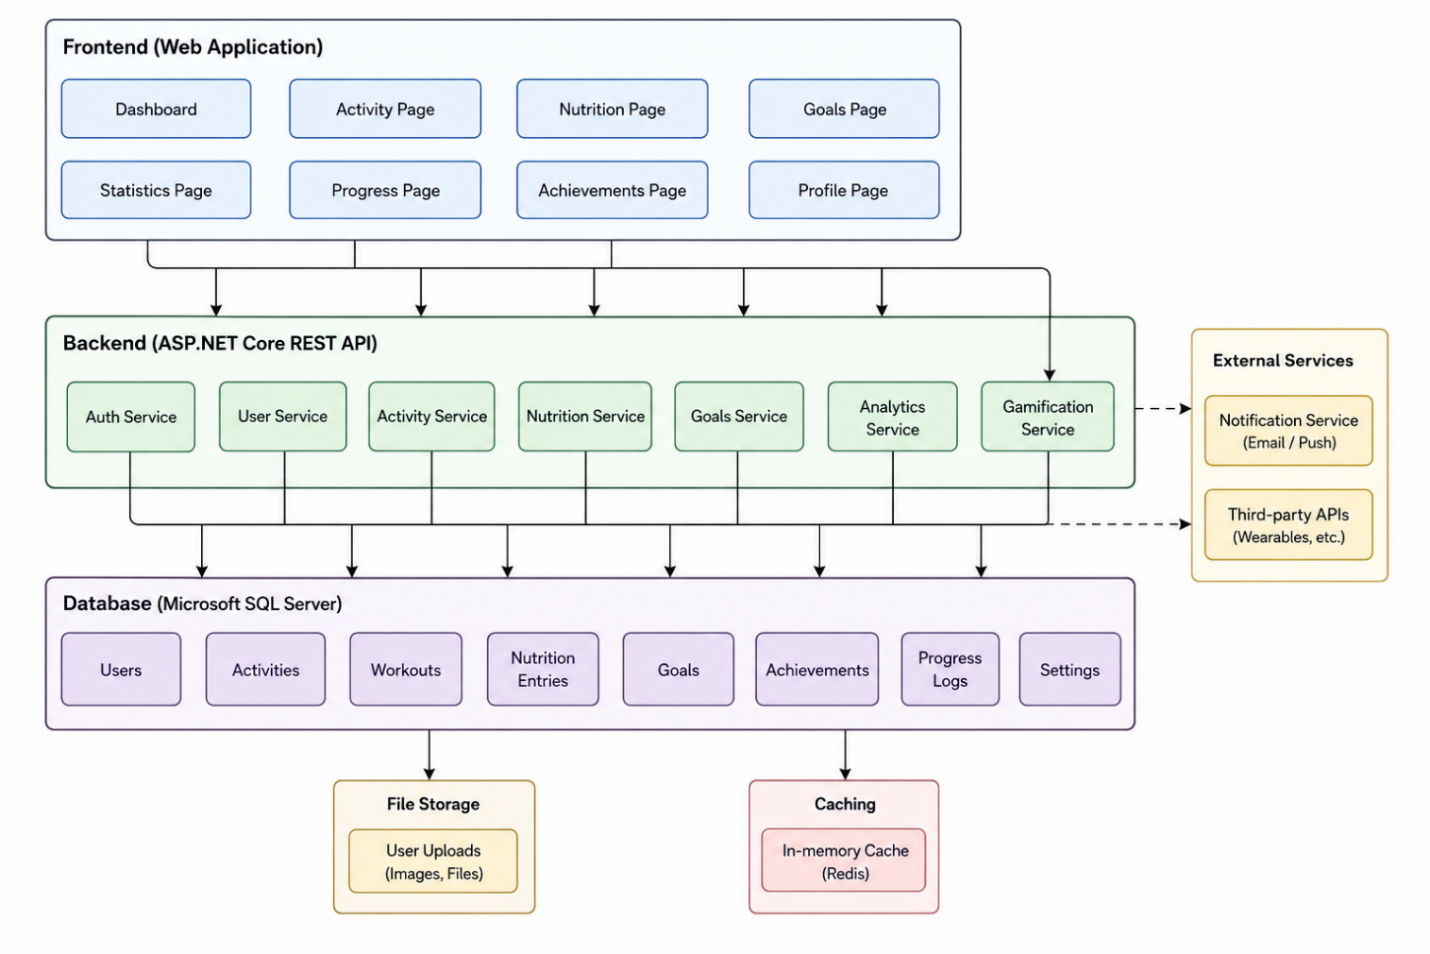 Frontend (Web Application)
Dashboard
Activity Page
Nutrition Page
Goals Page
Statistics Page
Progress Page
Achievements Page
Profile Page
Backend (ASP.NET Core REST API)
Auth Service
User Service
Activity Service
Nutrition Service
Goals Service
Analytics
Service
Gamification
Service
External Services
Notification Service
(Email / Push)
Third-party APIs
(Wearables, etc.)
Database (Microsoft SQL Server)
Users
Activities
Workouts
Nutrition
Entries
Goals
Achievements
Progress
Logs
Settings
File Storage
User Uploads
(Images, Files)
Caching
In-memory Cache
(Redis)